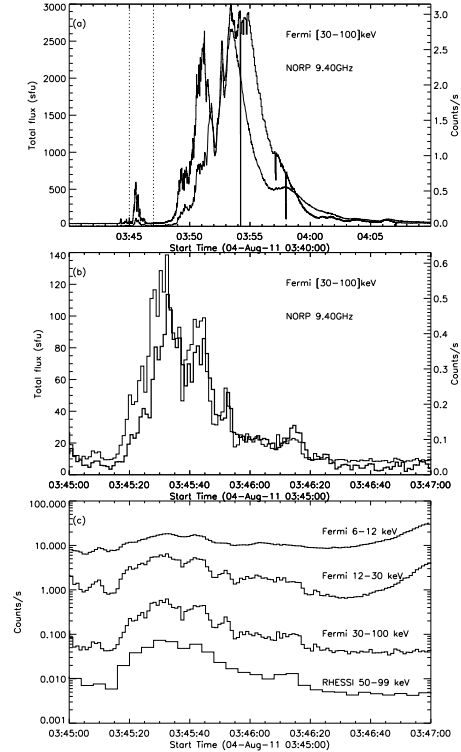 (a)
Fermi [30-100]keV
NORP 9.40GHz
3000
2500
2000
1500
1000
500
3.0
2.5
2.0
1.5
1.0
0.5
0.0
Total flux (sfu)
Counts/s
03:45 03:50 03:55 04:00 04:05
Start Time (04-Aug-11 03:40:00)
(b)
Fermi [30-100]keV
NORP 9.40GHz
140
120
100
80
60
40
20
0
0.6
0.5
0.4
0.3
0.2
0.1
0.0
Total flux (sfu)
Counts/s
03:45:00 03:45:20 03:45:40 03:46:00 03:46:20 03:46:40 03:47:00
Start Time (04-Aug-11 03:45:00)
(c)
100.000
10.000
1.000
0.100
0.010
0.001
Counts/s
Fermi 6-12 keV
Fermi 12-30 keV
Fermi 30-100 keV
RHESSI 50-99 keV
03:45:00 03:45:20 03:45:40 03:46:00 03:46:20 03:46:40 03:47:00
Start Time (04-Aug-11 03:45:00)